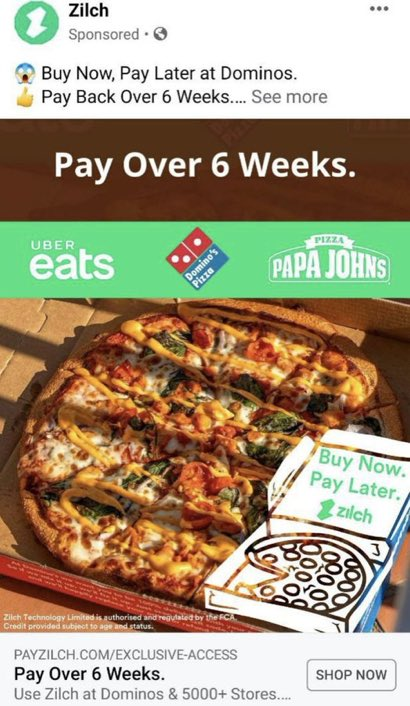 Zilch
Sponsored ·
Buy Now, Pay Later at Dominos.
Pay Back Over 6 Weeks.... See more
Pay Over 6 Weeks.
UBER
eats
Domino's
Pizza
PIZZA
PAPA JOHNS
Buy Now.
Pay Later.
zilch
Zilch Technology Limited is authorised and regulated by the FCA.
Credit provided subject to age and status.
PAYZILCH.COM/EXCLUSIVE-ACCESS
Pay Over 6 Weeks.
Use Zilch at Dominos & 5000+ Stores....
SHOP NOW